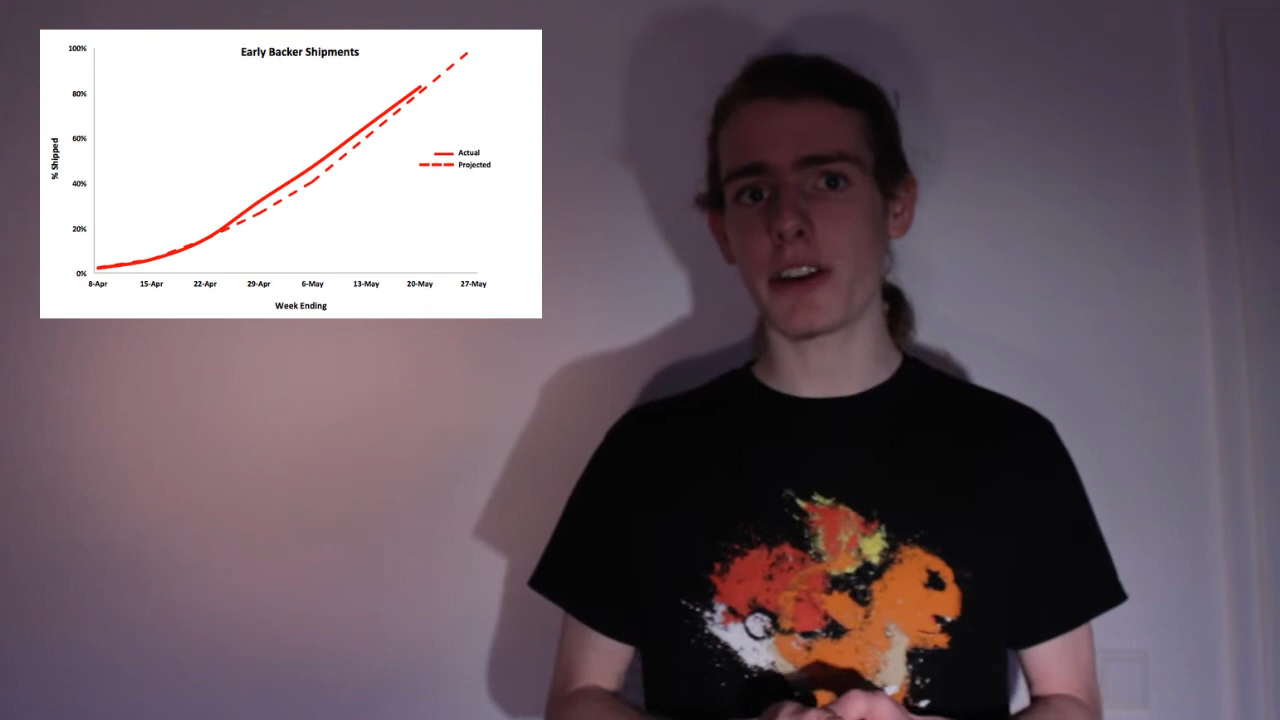 Early Backer Shipments
100%
80%
60%
40%
20%
0%
% Shipped
Actual
Projected
8-Apr 15-Apr 22-Apr 29-Apr 6-May 13-May 20-May 27-May
Week Ending